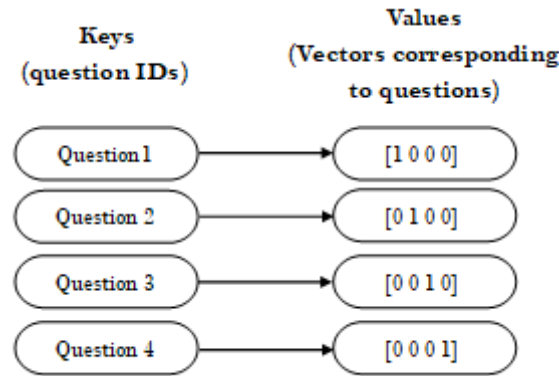 Keys
(question IDs)
Values
(Vectors corresponding
to questions)
Question 1
[1 0 0 0]
Question 2
[0 1 0 0]
Question 3
[0 0 1 0]
Question 4
[0 0 0 1]